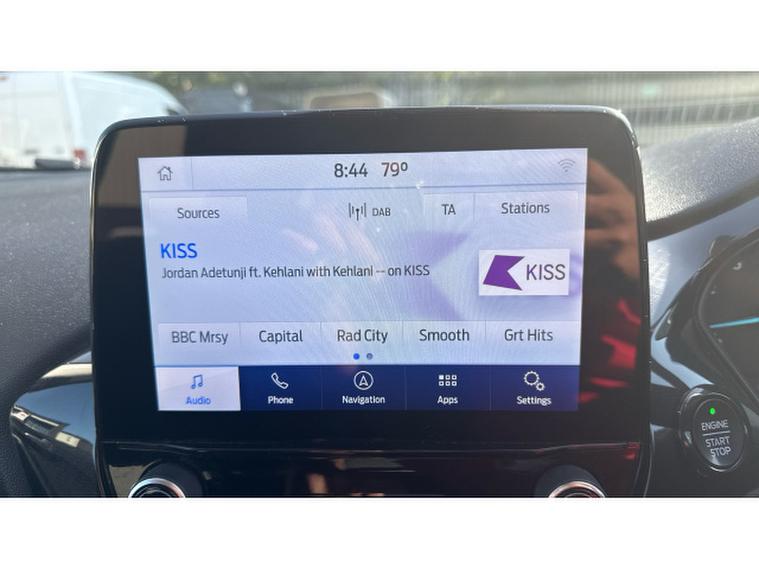 8:44 79º
Sources
DAB
TA
Stations
KISS
Jordan Adetunji ft. Kehlani with Kehlani -- on KISS
KISS
BBC Mrsy
Capital
Rad City
Smooth
Grt Hits
Audio
Phone
Navigation
Apps
Settings
ENGINE
START
STOP